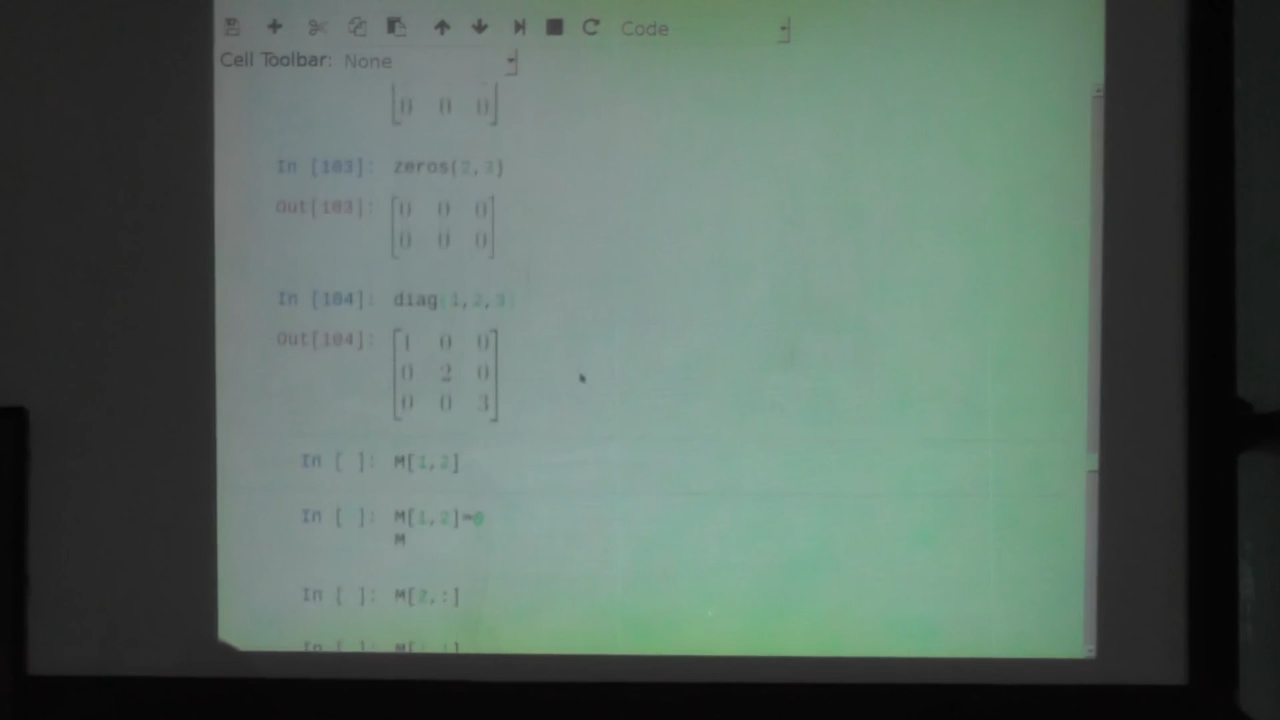 Code
Cell Toolbar: None
0 0 0
In [103]: zeros(2,3)
Out[103]: 0 0 0
0 0 0
In [104]: diag(1,2,3)
Out[104]: 1 0 0
0 2 0
0 0 3
In [ ]: M[1,2]
In [ ]: M[1,2]=0
M
In [ ]: M[2,:]
In [ ]: